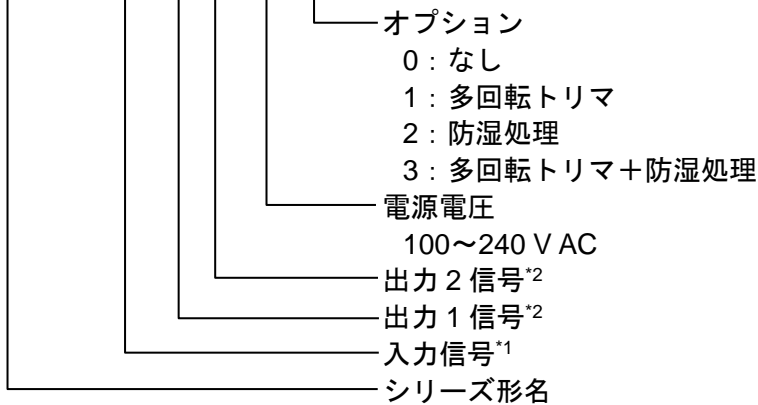 オプション
0：なし
1：多回転トリマ
2：防湿処理
3：多回転トリマ＋防湿処理
電源電圧
100～240 V AC
出力 2 信号*2
出力 1 信号*2
入力信号*1
シリーズ形名